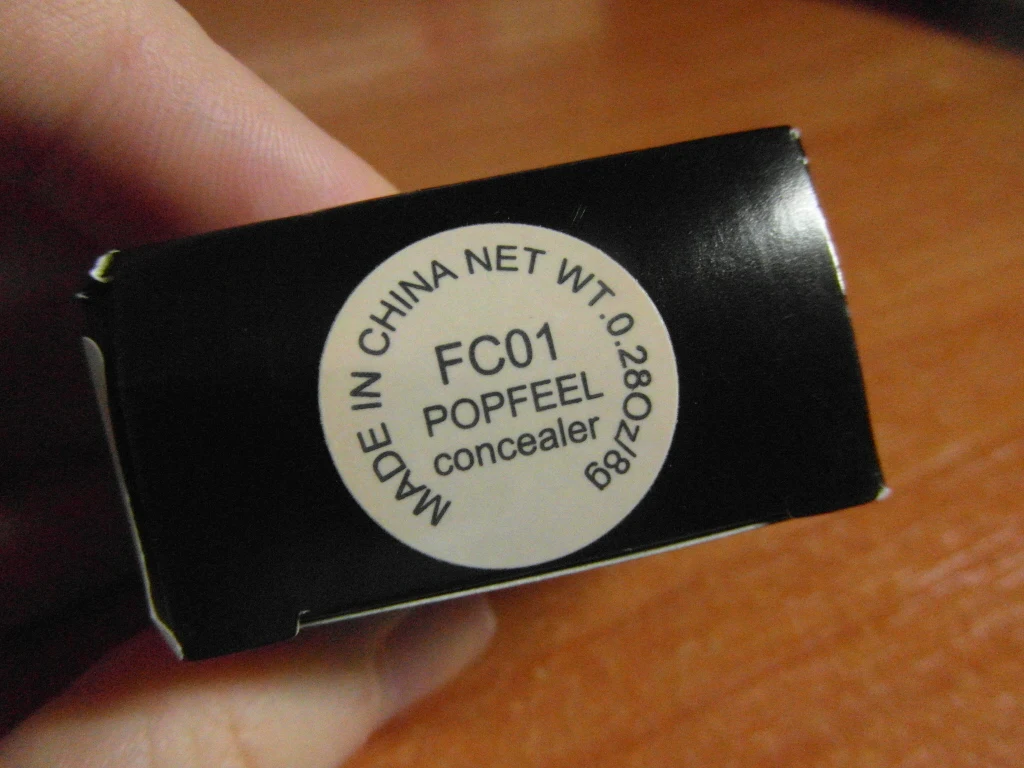 MADE IN CHINA NET WT.0.28Oz/8g
FC01
POPFEEL
concealer